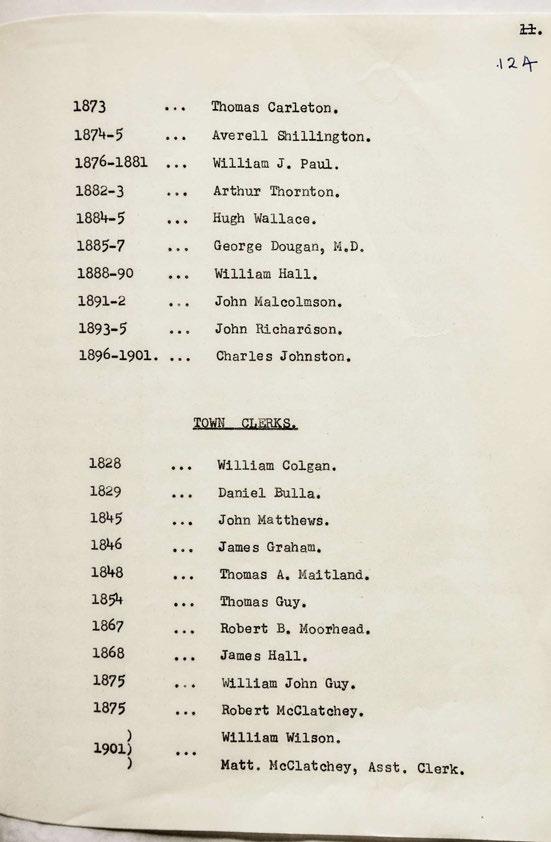 11.
12A
1873 ... Thomas Carleton.
1874-5 ... Averell Shillington.
1876-1881 ... William J. Paul.
1882-3 ... Arthur Thornton.
1884-5 ... Hugh Wallace.
1885-7 ... George Dougan, M.D.
1888-90 ... William Hall.
1891-2 ... John Malcolmson.
1893-5 ... John Richardson.
1896-1901. ... Charles Johnston.
TOWN CLERKS.
1828 ... William Colgan.
1829 ... Daniel Bulla.
1845 ... John Matthews.
1846 ... James Graham.
1848 ... Thomas A. Maitland.
1854 ... Thomas Guy.
1867 ... Robert B. Moorhead.
1868 ... James Hall.
1875 ... William John Guy.
1875 ... Robert McClatchey.
) William Wilson.
1901) ...
) Matt. McClatchey, Asst. Clerk.